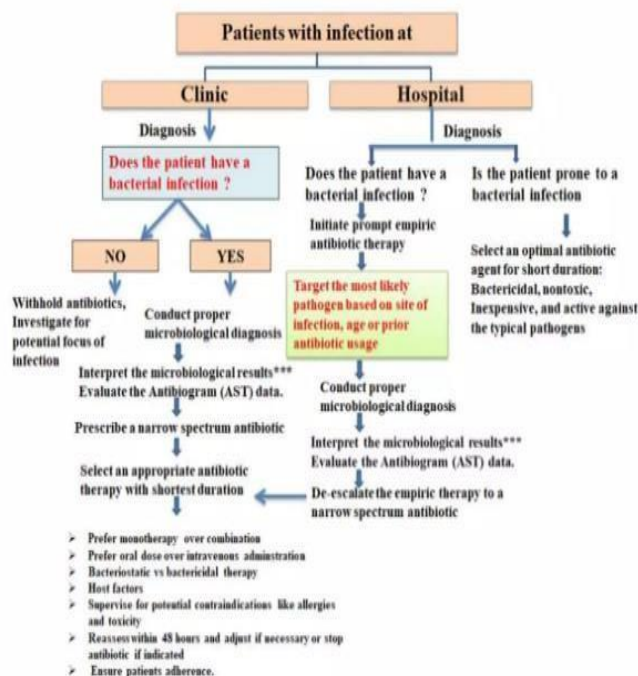 Patients with infection at
Clinic
Hospital
Diagnosis
Diagnosis
Does the patient have a
bacterial infection ?
NO
YES
Withhold antibiotics,
Investigate for
potential focus of
infection
Conduct proper
microbiological diagnosis
Interpret the microbiological results***
Evaluate the Antibiogram (AST) data.
Prescribe a narrow spectrum antibiotic
Select an appropriate antibiotic
therapy with shortest duration
Does the patient have a
bacterial infection ?
Initiate prompt empiric
antibiotic therapy
Target the most likely
pathogen based on site of
infection, age or prior
antibiotic usage
Conduct proper
microbiological diagnosis
Interpret the microbiological results***
Evaluate the Antibiogram (AST) data.
De-escalate the empiric therapy to a
narrow spectrum antibiotic
Is the patient prone to a
bacterial infection
Select an optimal antibiotic
agent for short duration:
Bactericidal, nontoxic,
Inexpensive, and active against
the typical pathogens
➢ Prefer monotherapy over combination
➢ Prefer oral dose over intravenous adminstration
➢ Bacteriostatic vs bactericidal therapy
➢ Host factors
➢ Supervise for potential contraindications like allergies
and toxicity
➢ Reassess within 48 hours and adjust if necessary or stop
antibiotic if indicated
➢ Ensure patients adherence.